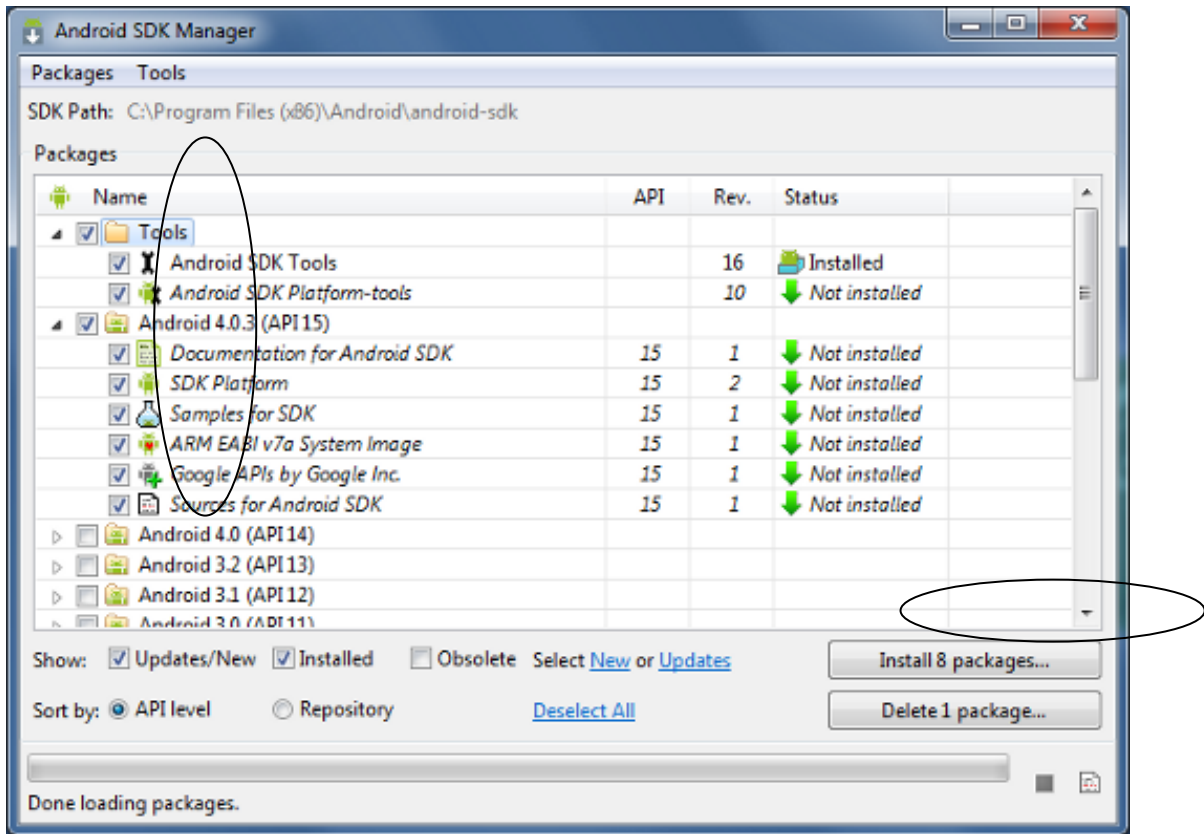 Android SDK Manager
Packages Tools
SDK Path: C:\Program Files (x86)\Android\android-sdk
Packages
Name API Rev. Status
Tools
Android SDK Tools 16 Installed
Android SDK Platform-tools 10 Not installed
Android 4.0.3 (API 15)
Documentation for Android SDK 15 1 Not installed
SDK Platform 15 2 Not installed
Samples for SDK 15 1 Not installed
ARM EABI v7a System Image 15 1 Not installed
Google APIs by Google Inc. 15 1 Not installed
Sources for Android SDK 15 1 Not installed
Android 4.0 (API 14)
Android 3.2 (API 13)
Android 3.1 (API 12)
Android 3.0 (API 11)
Show: Updates/New Installed Obsolete Select New or Updates Install 8 packages...
Sort by: API level Repository Deselect All Delete 1 package...
Done loading packages.